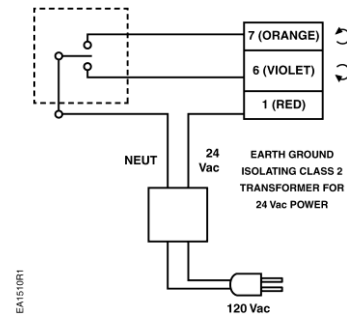 7 (ORANGE)
6 (VIOLET)
1 (RED)
NEUT
24
Vac
EARTH GROUND
ISOLATING CLASS 2
TRANSFORMER FOR
24 Vac POWER
120 Vac
EA1510R1